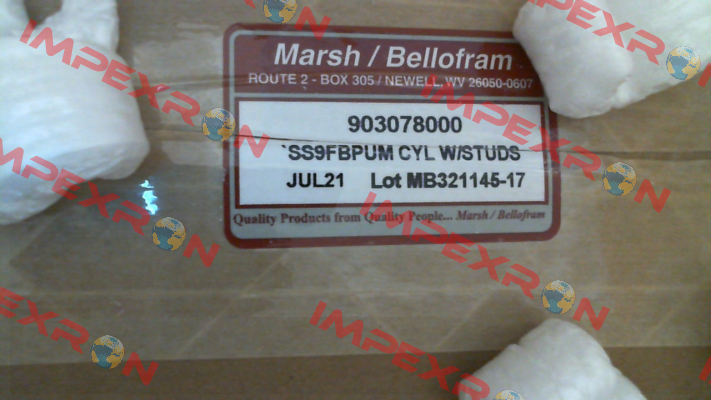 Marsh / Bellofram
ROUTE 2 - BOX 305 / NEWELL, WV 26050-0607
903078000
`SS9FBPUM CYL W/STUDS
JUL21 Lot MB321145-17
Quality Products from Quality People... Marsh / Bellofram
IMPEXRON
IMPEXRON
IMPEXRON
IMPEXRON
IMPEXRON
IMPEXRON
IMPEXRON